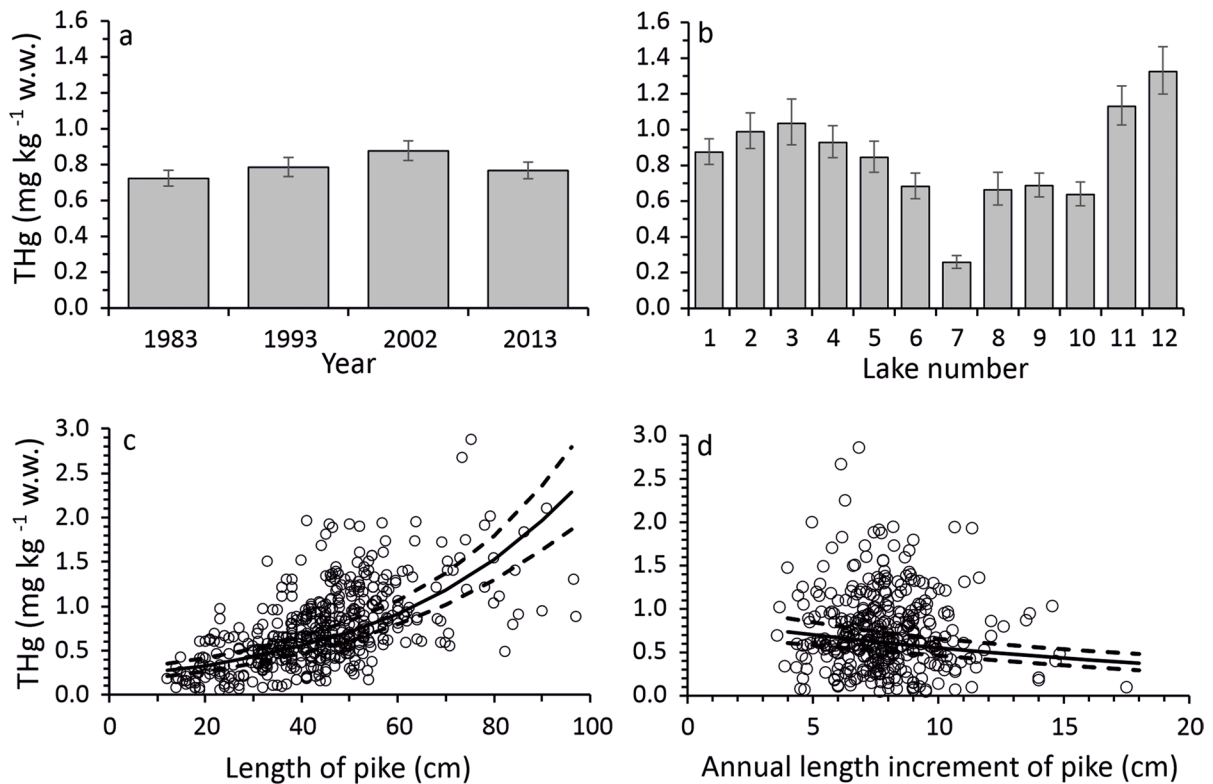 a
THg (mg kg -1 w.w.)
1.6
1.4
1.2
1.0
0.8
0.6
0.4
0.2
0.0
1983 1993 2002 2013
Year
b
1.6
1.4
1.2
1.0
0.8
0.6
0.4
0.2
0.0
1 2 3 4 5 6 7 8 9 10 11 12
Lake number
c
THg (mg kg -1 w.w.)
3.0
2.5
2.0
1.5
1.0
0.5
0.0
0 20 40 60 80 100
Length of pike (cm)
d
3.0
2.5
2.0
1.5
1.0
0.5
0.0
0 5 10 15 20
Annual length increment of pike (cm)